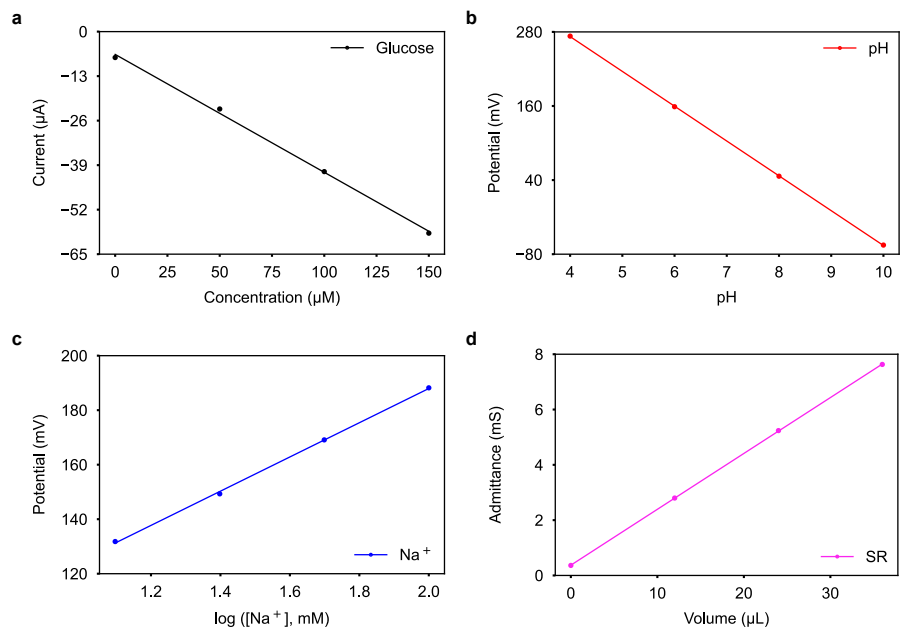 a
0
−13
−26
−39
−52
−65
Current (µA)
Glucose
0 25 50 75 100 125 150
Concentration (µM)
b
280
160
40
−80
Potential (mV)
pH
4 5 6 7 8 9 10
pH
c
200
180
160
140
120
Potential (mV)
Na⁺
1.2 1.4 1.6 1.8 2.0
log ([Na⁺], mM)
d
8
6
4
2
0
Admittance (mS)
SR
0 10 20 30
Volume (µL)